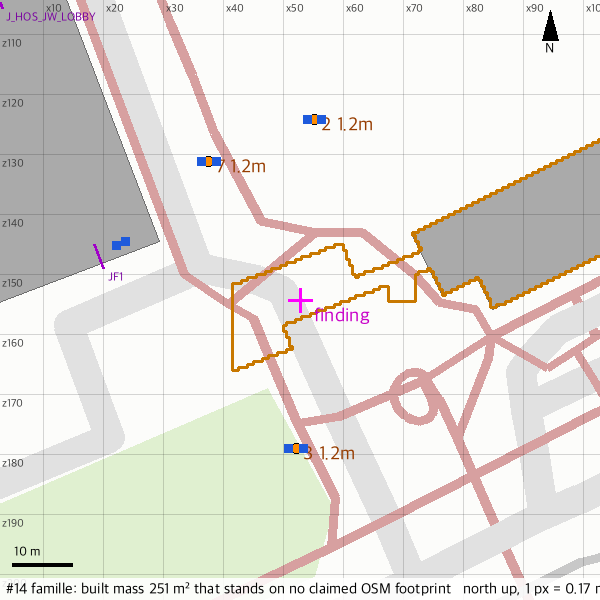 x10 x20 x30 x40 x50 x60 x70 x80 x90 x10
J_HOS_JW_LOBBY
z110
N
z120
2 1.2m
z130
7 1.2m
z140
JF1
z150
finding
z160
z170
3 1.2m
z180
z190
10 m
#14 famille: built mass 251 m² that stands on no claimed OSM footprint north up, 1 px = 0.17 m